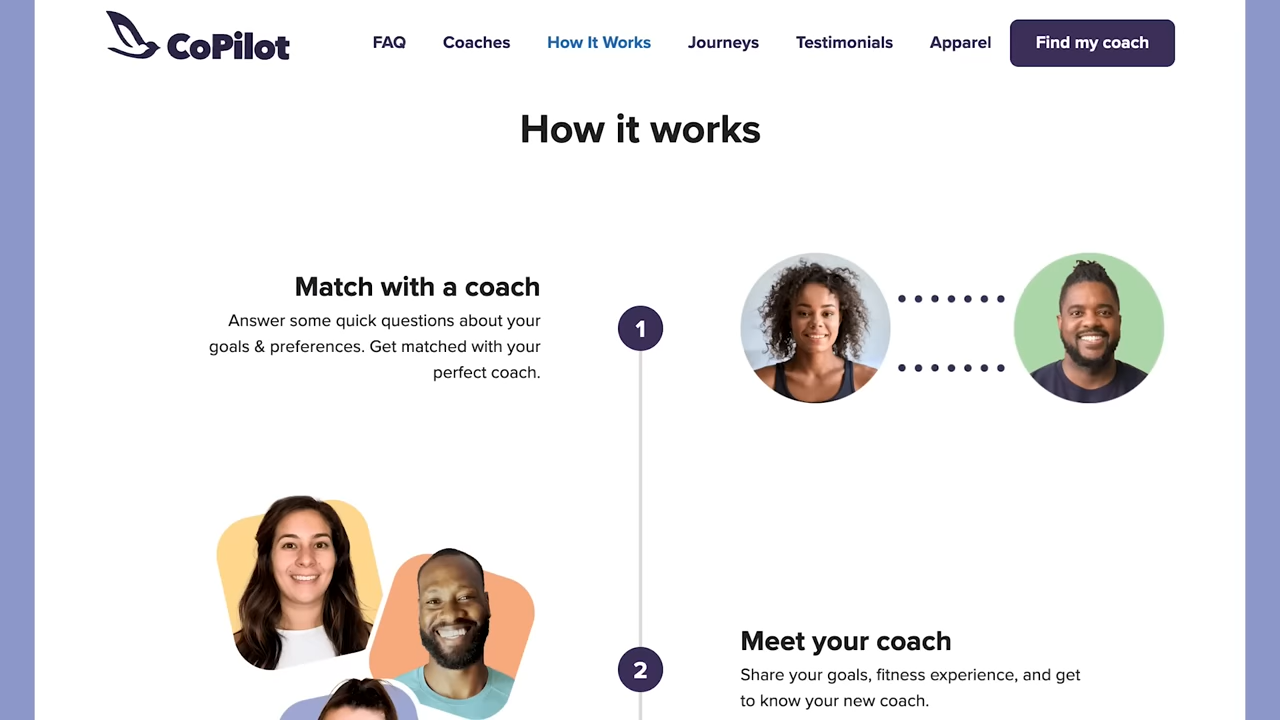 CoPilot
FAQ
Coaches
How It Works
Journeys
Testimonials
Apparel
Find my coach
How it works
Match with a coach
Answer some quick questions about your
goals & preferences. Get matched with your
perfect coach.
1
2
Meet your coach
Share your goals, fitness experience, and get
to know your new coach.